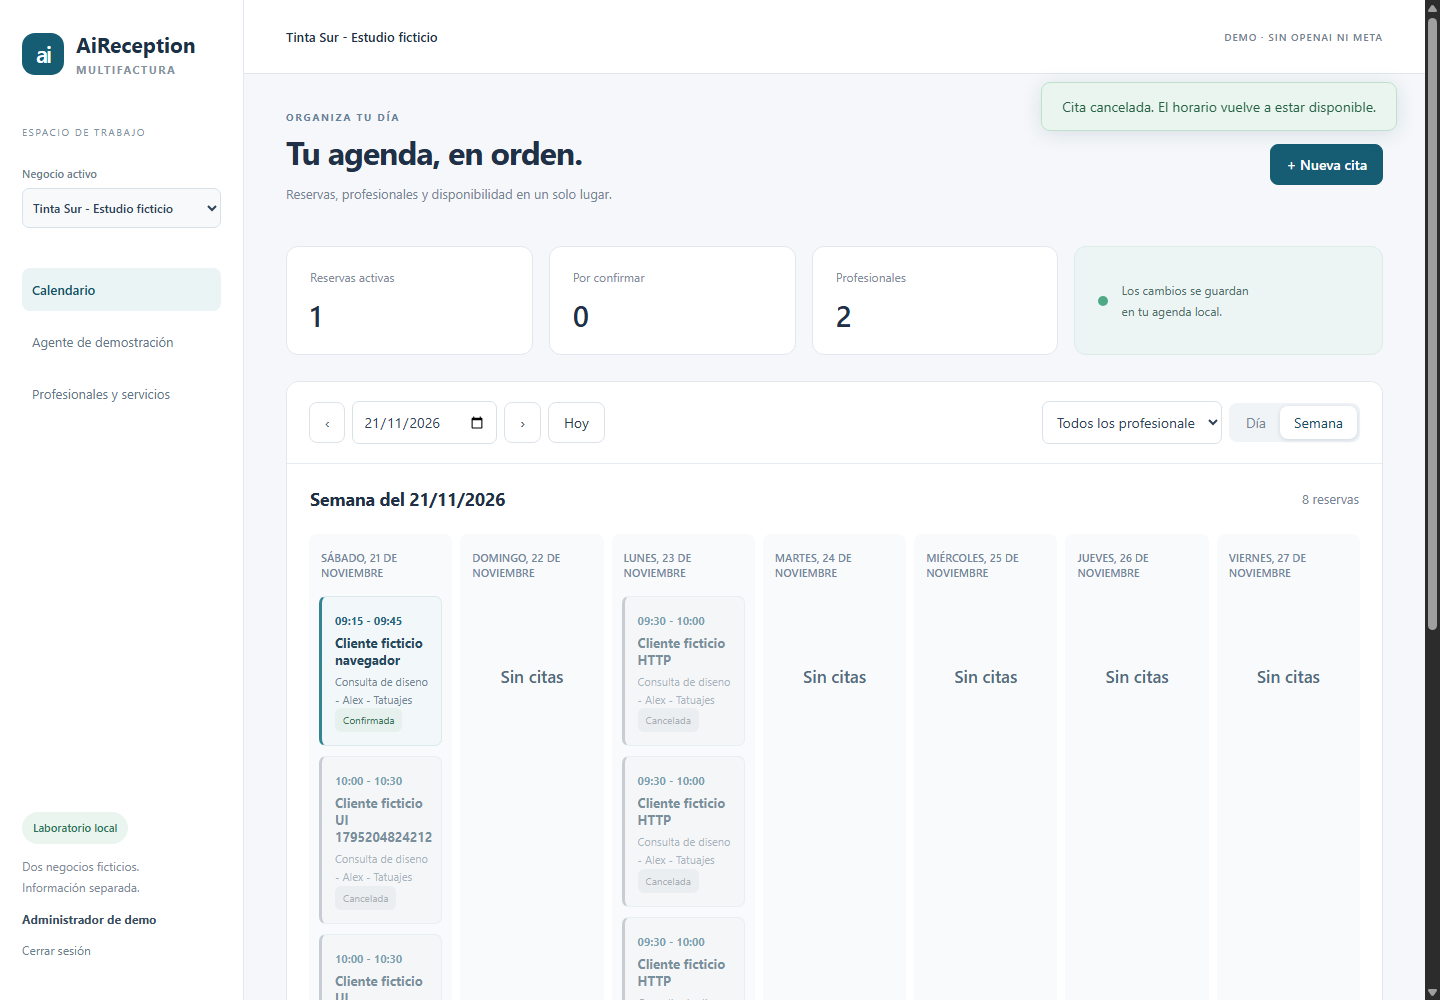 ai
AiReception
MULTIFACTURA
ESPACIO DE TRABAJO
Negocio activo
Tinta Sur - Estudio ficticio
Calendario
Agente de demostración
Profesionales y servicios
Laboratorio local
Dos negocios ficticios.
Información separada.
Administrador de demo
Cerrar sesión
Tinta Sur - Estudio ficticio
DEMO · SIN OPENAI NI META
Cita cancelada. El horario vuelve a estar disponible.
ORGANIZA TU DÍA
Tu agenda, en orden.
Reservas, profesionales y disponibilidad en un solo lugar.
+ Nueva cita
Reservas activas
1
Por confirmar
0
Profesionales
2
Los cambios se guardan
en tu agenda local.
‹
21/11/2026
›
Hoy
Todos los profesionale
Día
Semana
Semana del 21/11/2026
8 reservas
SÁBADO, 21 DE
NOVIEMBRE
09:15 - 09:45
Cliente ficticio
navegador
Consulta de diseno
- Alex - Tatuajes
Confirmada
10:00 - 10:30
Cliente ficticio
UI
1795204824212
Consulta de diseno
- Alex - Tatuajes
Cancelada
10:00 - 10:30
Cliente ficticio
UI
DOMINGO, 22 DE
NOVIEMBRE
Sin citas
LUNES, 23 DE
NOVIEMBRE
09:30 - 10:00
Cliente ficticio
HTTP
Consulta de diseno
- Alex - Tatuajes
Cancelada
09:30 - 10:00
Cliente ficticio
HTTP
Consulta de diseno
- Alex - Tatuajes
Cancelada
09:30 - 10:00
Cliente ficticio
HTTP
MARTES, 24 DE
NOVIEMBRE
Sin citas
MIÉRCOLES, 25 DE
NOVIEMBRE
Sin citas
JUEVES, 26 DE
NOVIEMBRE
Sin citas
VIERNES, 27 DE
NOVIEMBRE
Sin citas